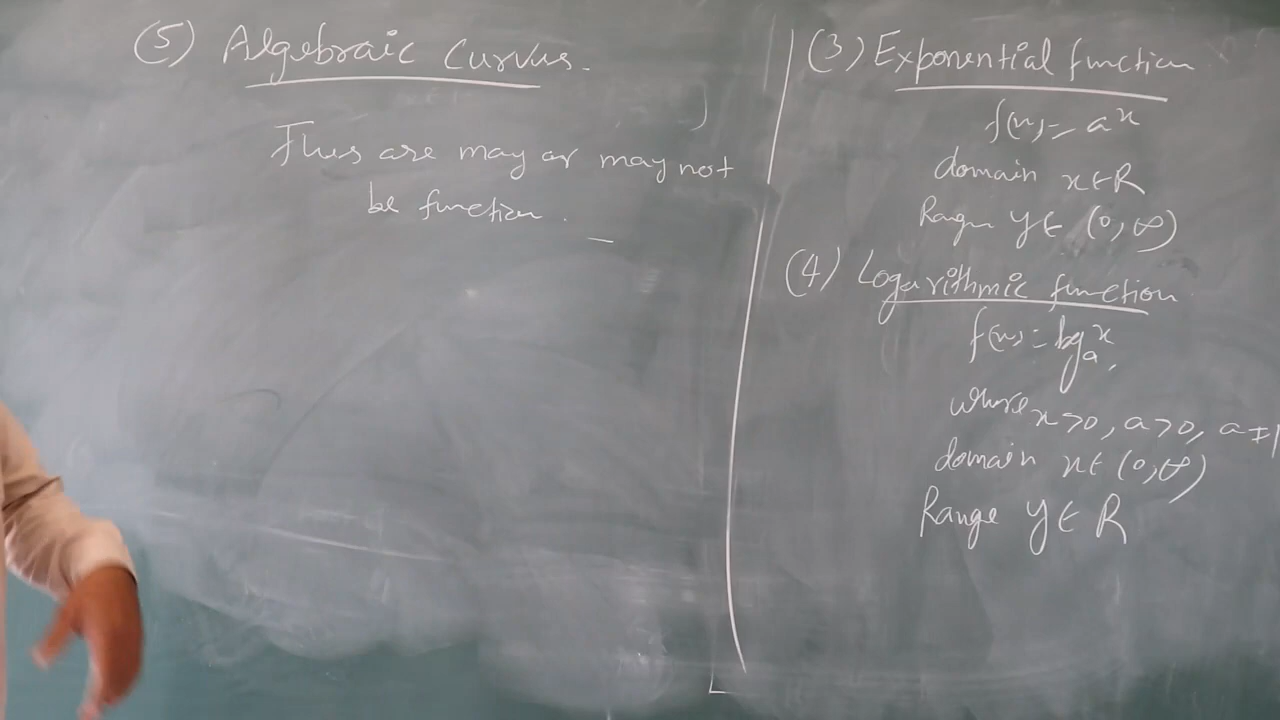 (5) Algebraic Curves.
This are may or may not
be function.
(3) Exponential function
f(x) = a^x
domain x ∈ R
Range y ∈ (0, ∞)
(4) Logarithmic function
f(x) = log_a x,
where x > 0, a > 0, a ≠ 1
domain x ∈ (0, ∞)
Range y ∈ R